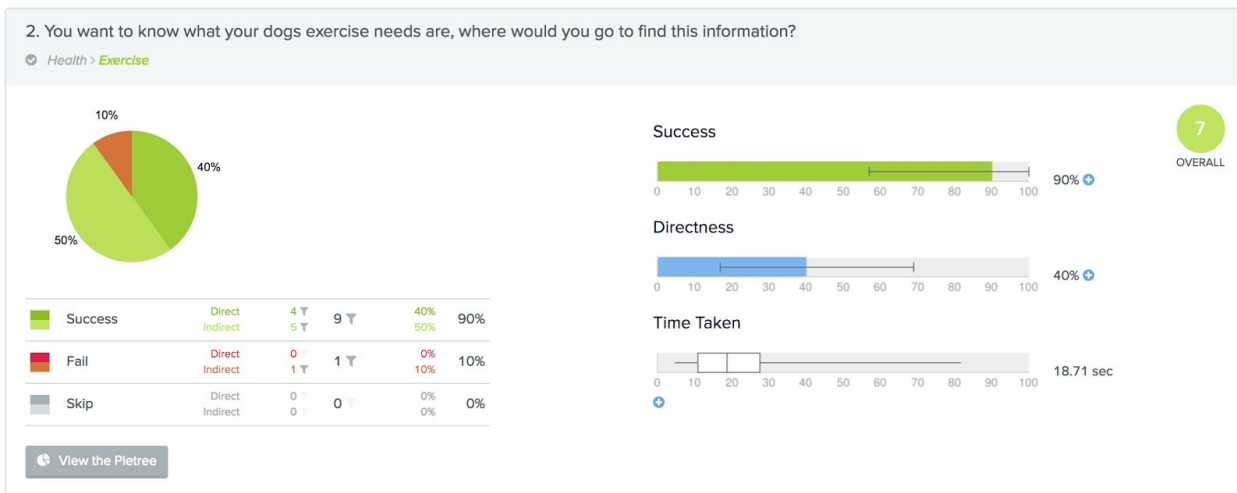 2. You want to know what your dogs exercise needs are, where would you go to find this information?
Health > Exercise
10%
40%
50%
Success
Direct 4 9 40% 90%
Indirect 5 50%
Fail
Direct 0 1 0% 10%
Indirect 1 10%
Skip
Direct 0 0 0% 0%
Indirect 0 0%
View the Pietree
Success
90%
0 10 20 30 40 50 60 70 80 90 100
Directness
40%
0 10 20 30 40 50 60 70 80 90 100
Time Taken
18.71 sec
0 10 20 30 40 50 60 70 80 90 100
7
OVERALL